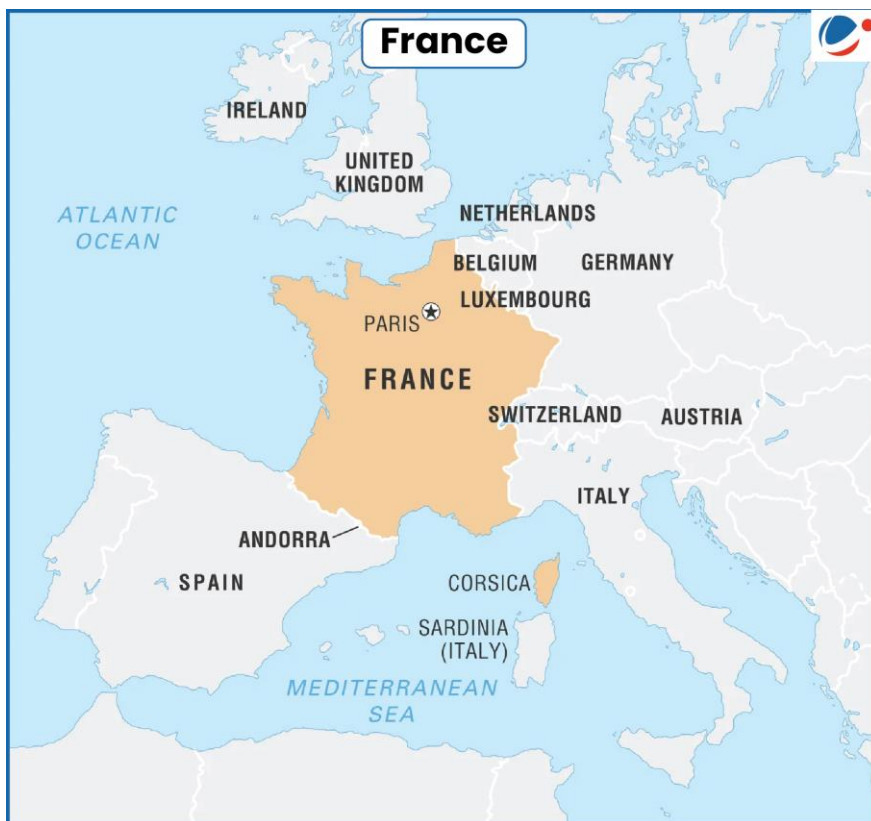 France
IRELAND
UNITED
KINGDOM
ATLANTIC
OCEAN
NETHERLANDS
BELGIUM
GERMANY
LUXEMBOURG
PARIS
FRANCE
SWITZERLAND
AUSTRIA
ITALY
ANDORRA
SPAIN
CORSICA
SARDINIA
(ITALY)
MEDITERRANEAN
SEA